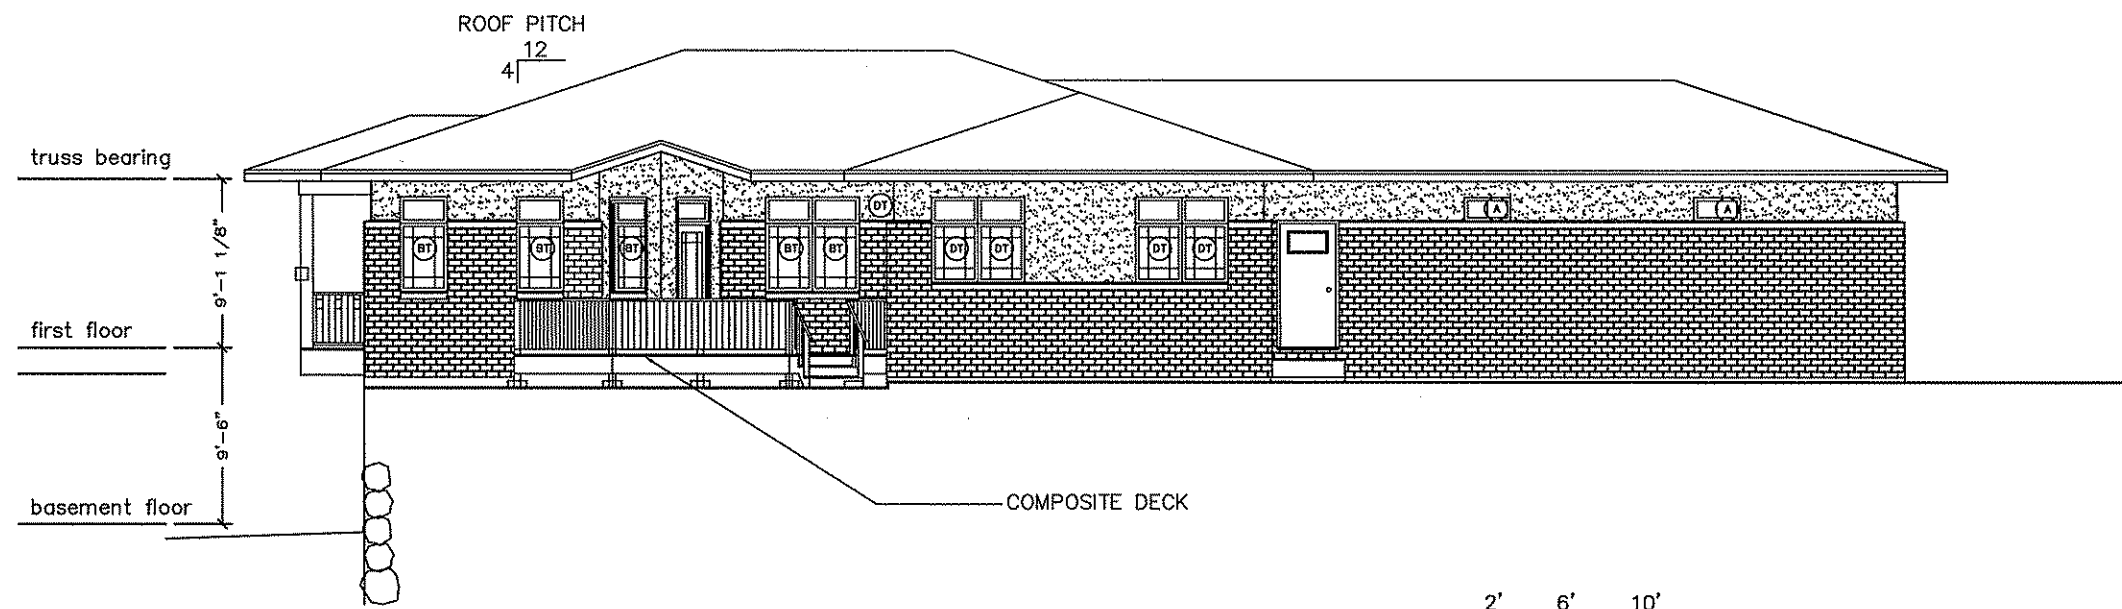 ROOF PITCH
12
4
truss bearing
9'-1 1/8"
first floor
9'-6"
basement floor
DT
A A
BT BT BT BT BT DT DT DT DT
COMPOSITE DECK
2' 6' 10'